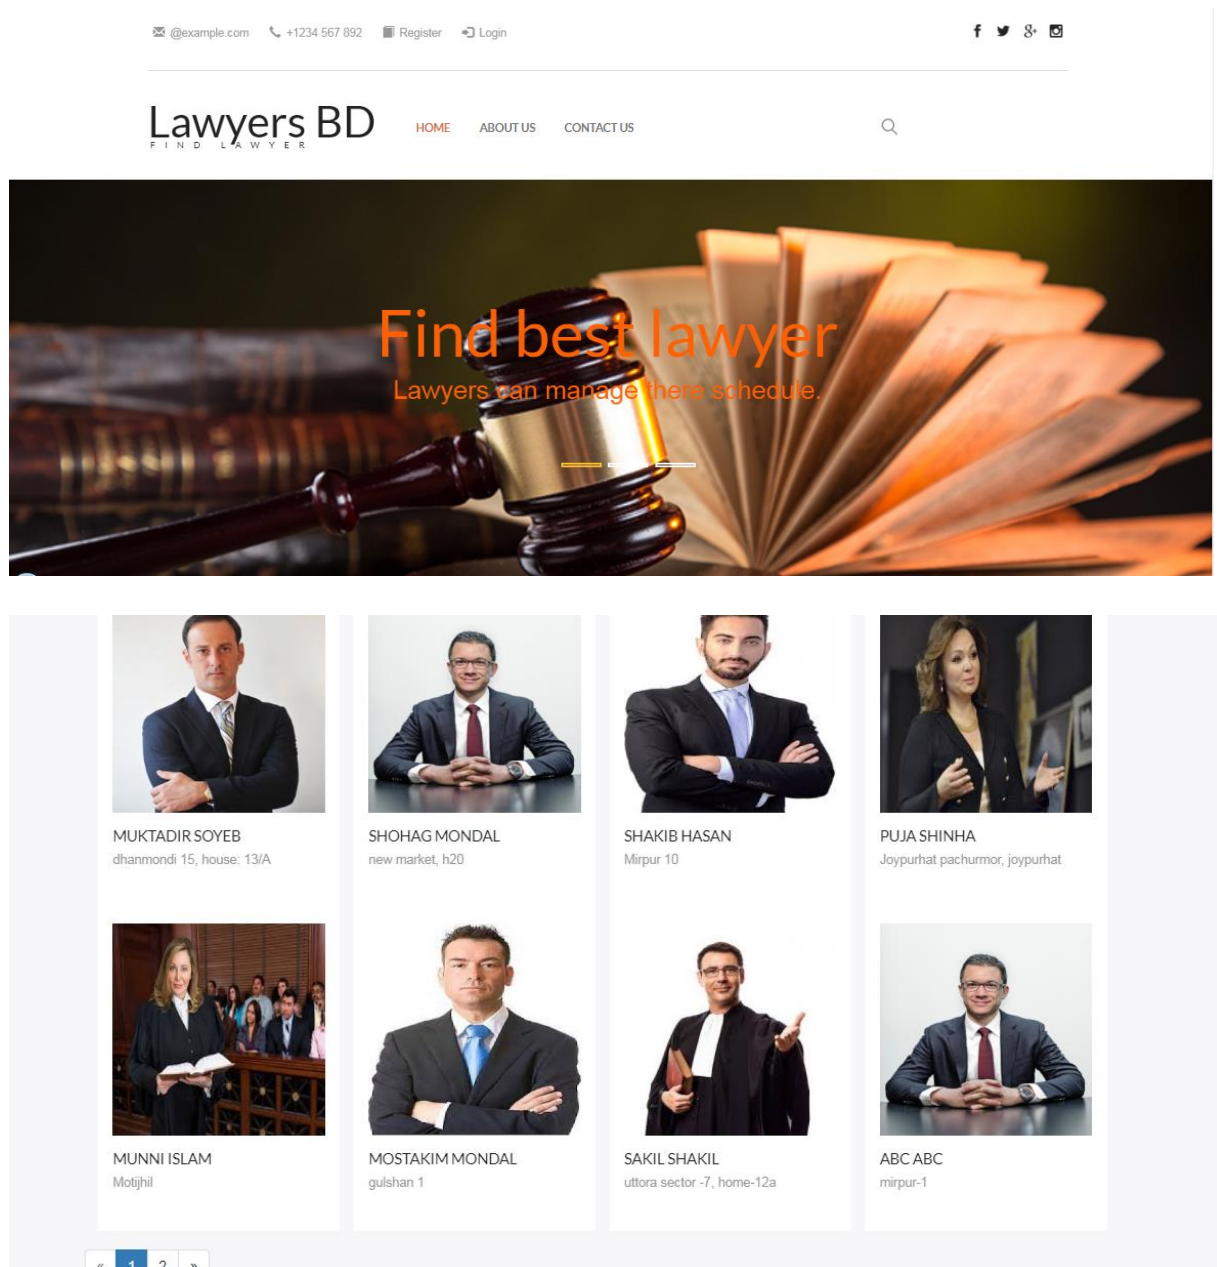 @example.com +1234 567 892 Register Login
Lawyers BD
FIND LAWYER
HOME ABOUT US CONTACT US
Find best lawyer
Lawyers can manage there schedule.
MUKTADIR SOYEB SHOHAG MONDAL SHAKIB HASAN PUJA SHINHA
dhanmondi 15, house: 13/A new market, h20 Mirpur 10 Joypurhat pachurmor, joypurhat
MUNNI ISLAM MOSTAKIM MONDAL SAKIL SHAKIL ABC ABC
Motijhil gulshan 1 uttora sector -7, home-12a mirpur-1
« 1 2 »